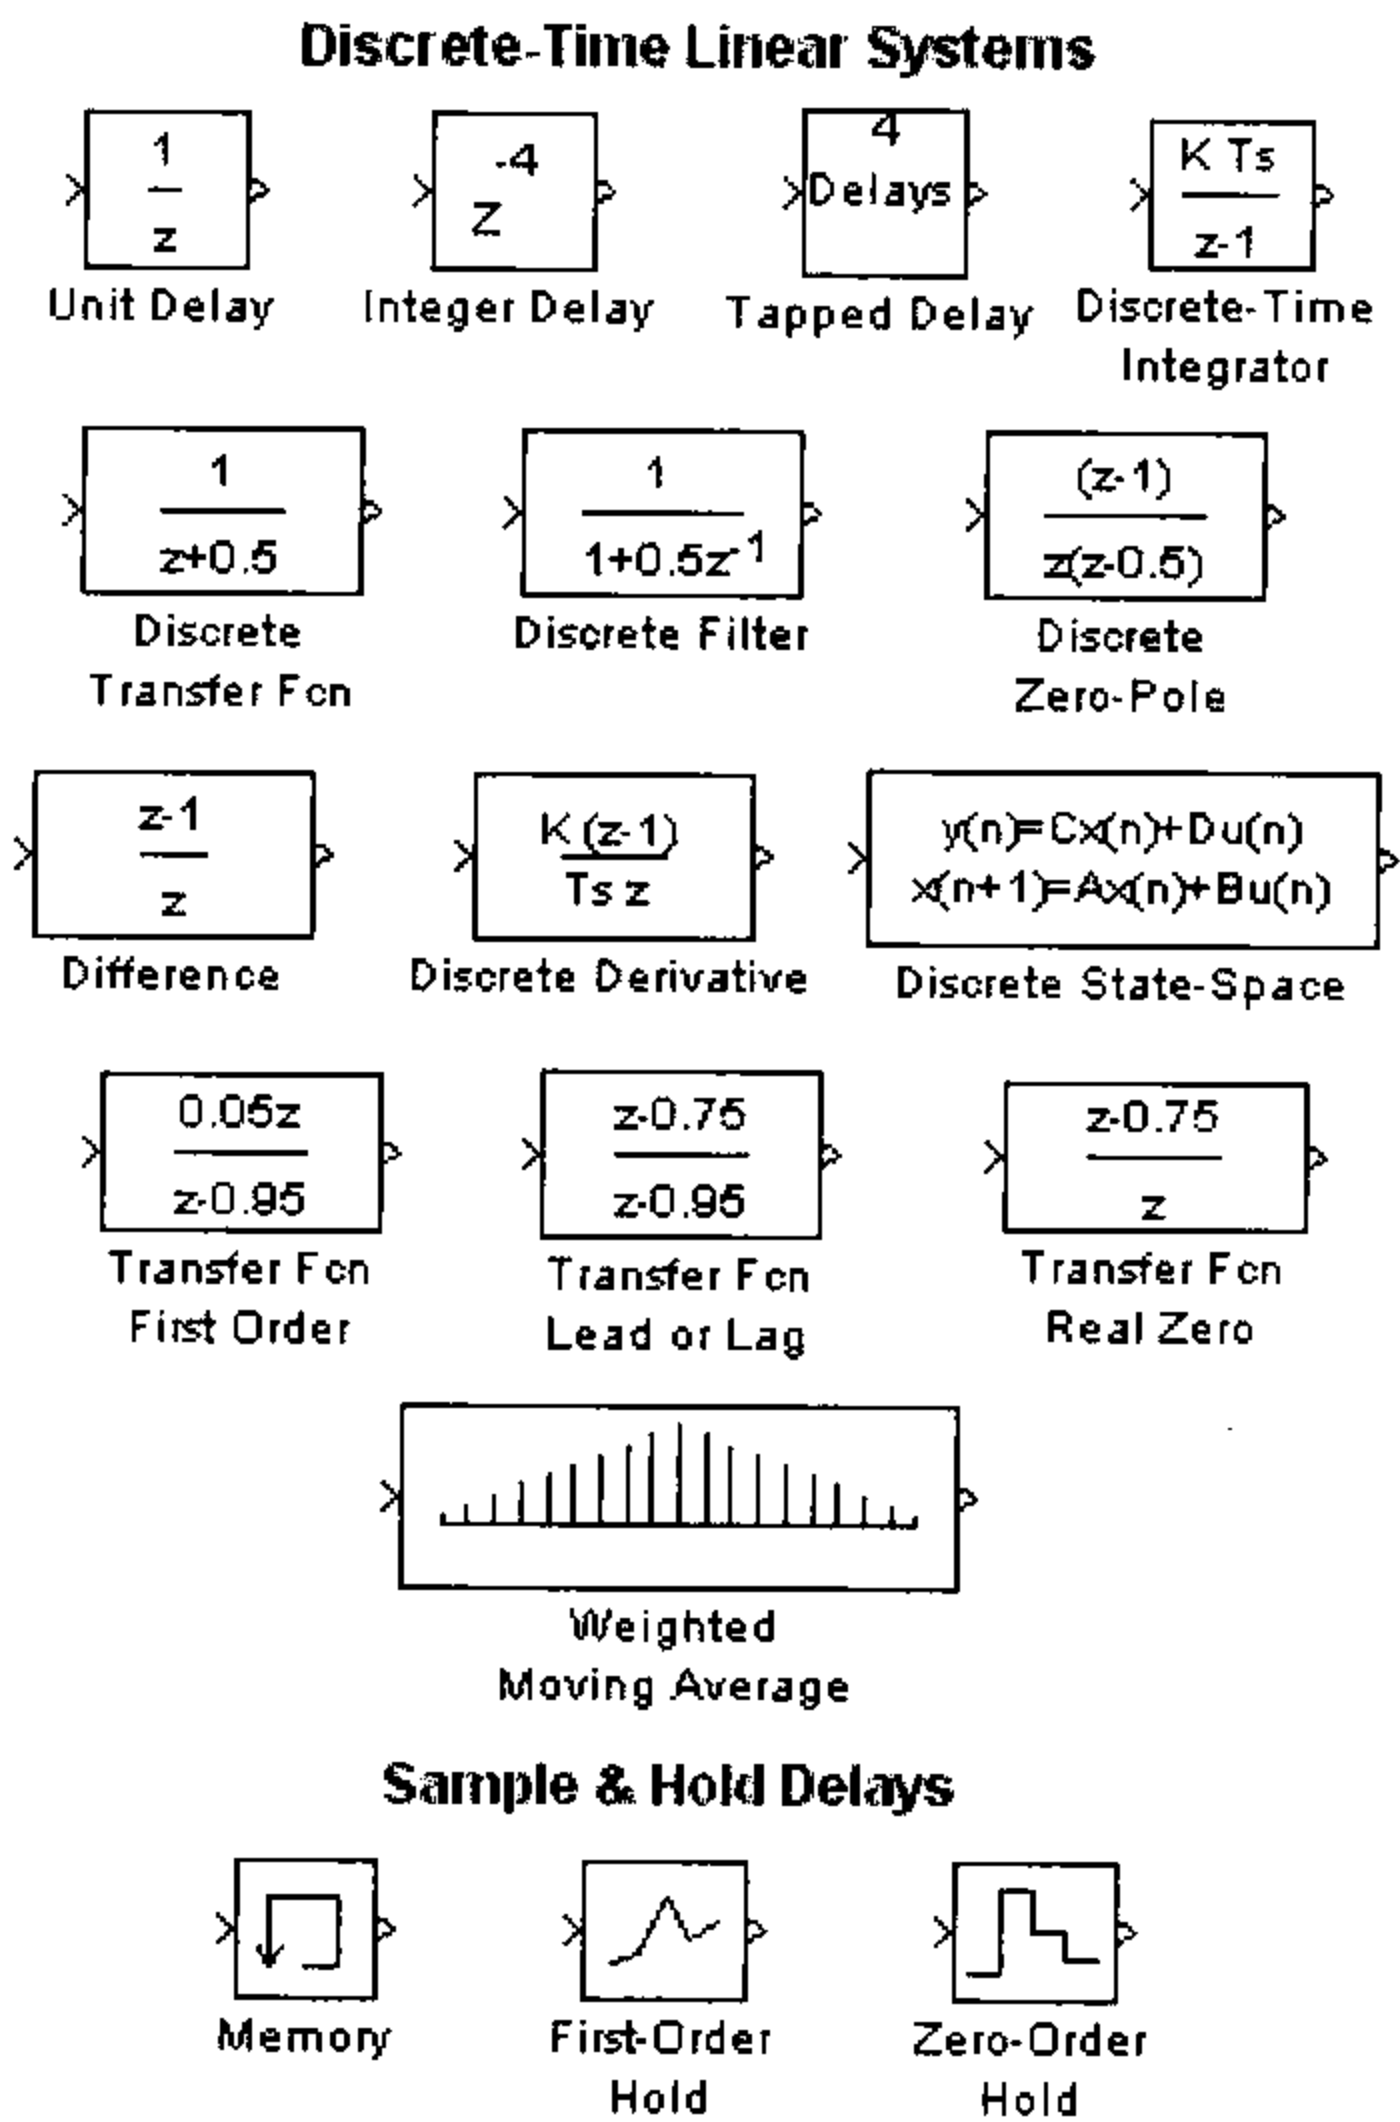 Discrete-Time Linear Systems
1
z
Unit Delay
-4
Z
Integer Delay
4
Delays
Tapped Delay
K Ts
z-1
Discrete-Time
Integrator
1
z+0.5
Discrete
Transfer Fcn
1
1+0.5z-1
Discrete Filter
(z-1)
z(z-0.5)
Discrete
Zero-Pole
z-1
z
Difference
K (z-1)
Ts z
Discrete Derivative
y(n)=Cx(n)+Du(n)
x(n+1)=Ax(n)+Bu(n)
Discrete State-Space
0.05z
z-0.95
Transfer Fcn
First Order
z-0.75
z-0.95
Transfer Fcn
Lead or Lag
z-0.75
z
Transfer Fcn
Real Zero
Weighted
Moving Average
Sample & Hold Delays
Memory
First-Order
Hold
Zero-Order
Hold